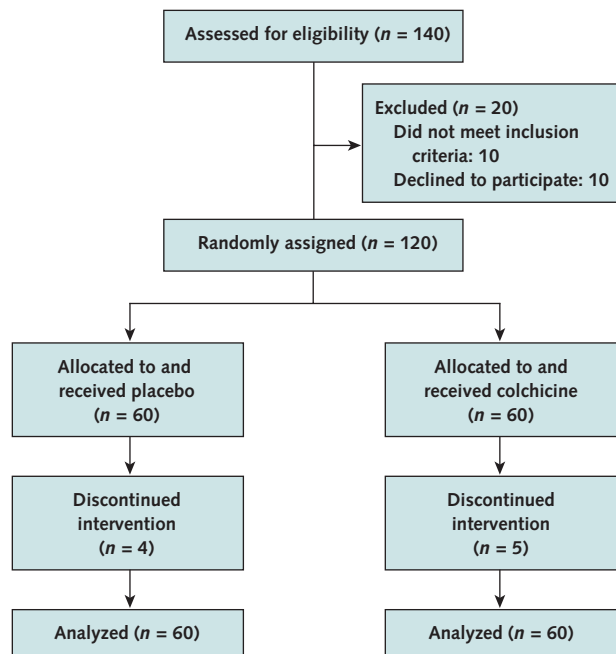 Assessed for eligibility (n = 140)
Excluded (n = 20)
Did not meet inclusion
criteria: 10
Declined to participate: 10
Randomly assigned (n = 120)
Allocated to and
received placebo
(n = 60)
Allocated to and
received colchicine
(n = 60)
Discontinued
intervention
(n = 4)
Discontinued
intervention
(n = 5)
Analyzed (n = 60)
Analyzed (n = 60)